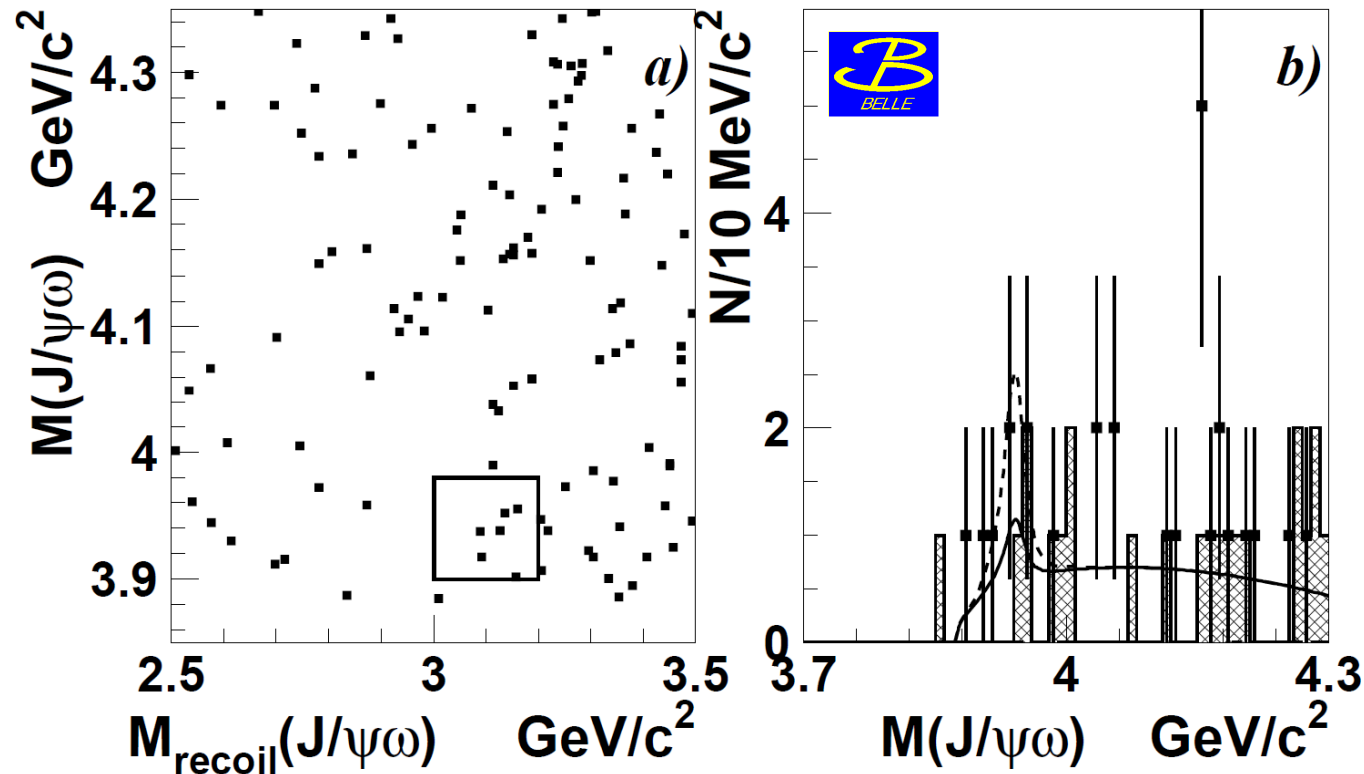 M(J/ψω) GeV/c²
4.3
4.2
4.1
4
3.9
2.5 3 3.5
M_recoil(J/ψω) GeV/c²
a)
N/10 MeV/c²
4
2
0
3.7 4 4.3
M(J/ψω) GeV/c²
B
BELLE
b)